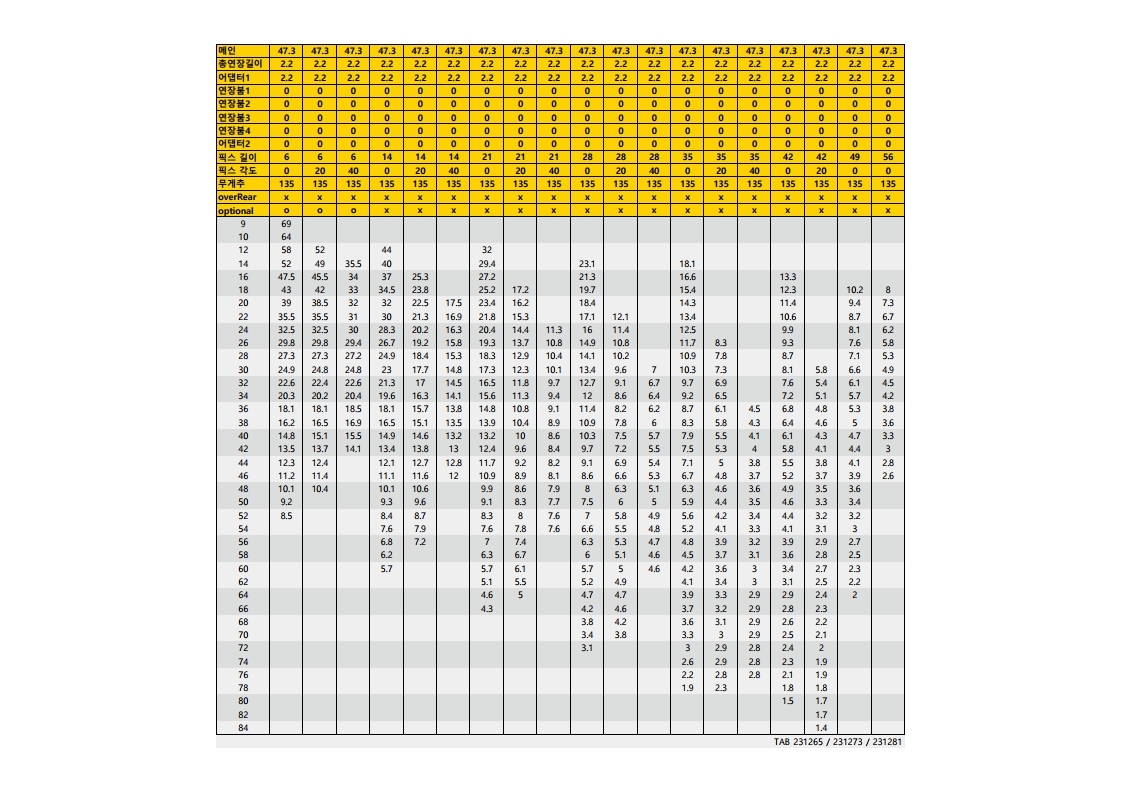 메인 47.3 47.3 47.3 47.3 47.3 47.3 47.3 47.3 47.3 47.3 47.3 47.3 47.3 47.3 47.3 47.3 47.3 47.3 47.3
총연장길이 2.2 2.2 2.2 2.2 2.2 2.2 2.2 2.2 2.2 2.2 2.2 2.2 2.2 2.2 2.2 2.2 2.2 2.2 2.2
어댑터1 2.2 2.2 2.2 2.2 2.2 2.2 2.2 2.2 2.2 2.2 2.2 2.2 2.2 2.2 2.2 2.2 2.2 2.2 2.2
연장붐1 0 0 0 0 0 0 0 0 0 0 0 0 0 0 0 0 0 0 0
연장붐2 0 0 0 0 0 0 0 0 0 0 0 0 0 0 0 0 0 0 0
연장붐3 0 0 0 0 0 0 0 0 0 0 0 0 0 0 0 0 0 0 0
연장붐4 0 0 0 0 0 0 0 0 0 0 0 0 0 0 0 0 0 0 0
어댑터2 0 0 0 0 0 0 0 0 0 0 0 0 0 0 0 0 0 0 0
픽스 길이 6 6 6 14 14 14 21 21 21 28 28 28 35 35 35 42 42 49 56
픽스 각도 0 20 40 0 20 40 0 20 40 0 20 40 0 20 40 0 20 0 0
무게추 135 135 135 135 135 135 135 135 135 135 135 135 135 135 135 135 135 135 135
overRear x x x x x x x x x x x x x x x x x x x
optional o o o x x x x x x x x x x x x x x x x
9 69
10 64
12 58 52 44 32
14 52 49 35.5 40 29.4 23.1 18.1
16 47.5 45.5 34 37 25.3 27.2 21.3 16.6 13.3
18 43 42 33 34.5 23.8 25.2 17.2 19.7 15.4 12.3 10.2 8
20 39 38.5 32 32 22.5 17.5 23.4 16.2 18.4 14.3 11.4 9.4 7.3
22 35.5 35.5 31 30 21.3 16.9 21.8 15.3 17.1 12.1 13.4 10.6 8.7 6.7
24 32.5 32.5 30 28.3 20.2 16.3 20.4 14.4 11.3 16 11.4 12.5 9.9 8.1 6.2
26 29.8 29.8 29.4 26.7 19.2 15.8 19.3 13.7 10.8 14.9 10.8 11.7 8.3 9.3 7.6 5.8
28 27.3 27.3 27.2 24.9 18.4 15.3 18.3 12.9 10.4 14.1 10.2 10.9 7.8 8.7 7.1 5.3
30 24.9 24.8 24.8 23 17.7 14.8 17.3 12.3 10.1 13.4 9.6 7 10.3 7.3 8.1 5.8 6.6 4.9
32 22.6 22.4 22.6 21.3 17 14.5 16.5 11.8 9.7 12.7 9.1 6.7 9.7 6.9 7.6 5.4 6.1 4.5
34 20.3 20.2 20.4 19.6 16.3 14.1 15.6 11.3 9.4 12 8.6 6.4 9.2 6.5 7.2 5.1 5.7 4.2
36 18.1 18.1 18.5 18.1 15.7 13.8 14.8 10.8 9.1 11.4 8.2 6.2 8.7 6.1 4.5 6.8 4.8 5.3 3.8
38 16.2 16.5 16.9 16.5 15.1 13.5 13.9 10.4 8.9 10.9 7.8 6 8.3 5.8 4.3 6.4 4.6 5 3.6
40 14.8 15.1 15.5 14.9 14.6 13.2 13.2 10 8.6 10.3 7.5 5.7 7.9 5.5 4.1 6.1 4.3 4.7 3.3
42 13.5 13.7 14.1 13.4 13.8 13 12.4 9.6 8.4 9.7 7.2 5.5 7.5 5.3 4 5.8 4.1 4.4 3
44 12.3 12.4 12.1 12.7 12.8 11.7 9.2 8.2 9.1 6.9 5.4 7.1 5 3.8 5.5 3.8 4.1 2.8
46 11.2 11.4 11.1 11.6 12 10.9 8.9 8.1 8.6 6.6 5.3 6.7 4.8 3.7 5.2 3.7 3.9 2.6
48 10.1 10.4 10.1 10.6 9.9 8.6 7.9 8 6.3 5.1 6.3 4.6 3.6 4.9 3.5 3.6
50 9.2 9.3 9.6 9.1 8.3 7.7 7.5 6 5 5.9 4.4 3.5 4.6 3.3 3.4
52 8.5 8.4 8.7 8.3 8 7.6 7 5.8 4.9 5.6 4.2 3.4 4.4 3.2 3.2
54 7.6 7.9 7.6 7.8 7.6 6.6 5.5 4.8 5.2 4.1 3.3 4.1 3.1 3
56 6.8 7.2 7 7.4 6.3 5.3 4.7 4.8 3.9 3.2 3.9 2.9 2.7
58 6.2 6.3 6.7 6 5.1 4.6 4.5 3.7 3.1 3.6 2.8 2.5
60 5.7 5.7 6.1 5.7 5 4.6 4.2 3.6 3 3.4 2.7 2.3
62 5.1 5.5 5.2 4.9 4.1 3.4 3 3.1 2.5 2.2
64 4.6 5 4.7 4.7 3.9 3.3 2.9 2.9 2.4 2
66 4.3 4.2 4.6 3.7 3.2 2.9 2.8 2.3
68 3.8 4.2 3.6 3.1 2.9 2.6 2.2
70 3.4 3.8 3.3 3 2.9 2.5 2.1
72 3.1 3 2.9 2.8 2.4 2
74 2.6 2.9 2.8 2.3 1.9
76 2.2 2.8 2.8 2.1 1.9
78 1.9 2.3 1.8 1.8
80 1.5 1.7
82 1.7
84 1.4
TAB 231265 / 231273 / 231281